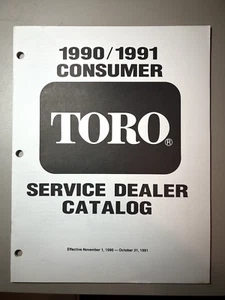 1990/1991
CONSUMER
TORO®
SERVICE DEALER
CATALOG
Effective November 1, 1990 — October 31, 1991